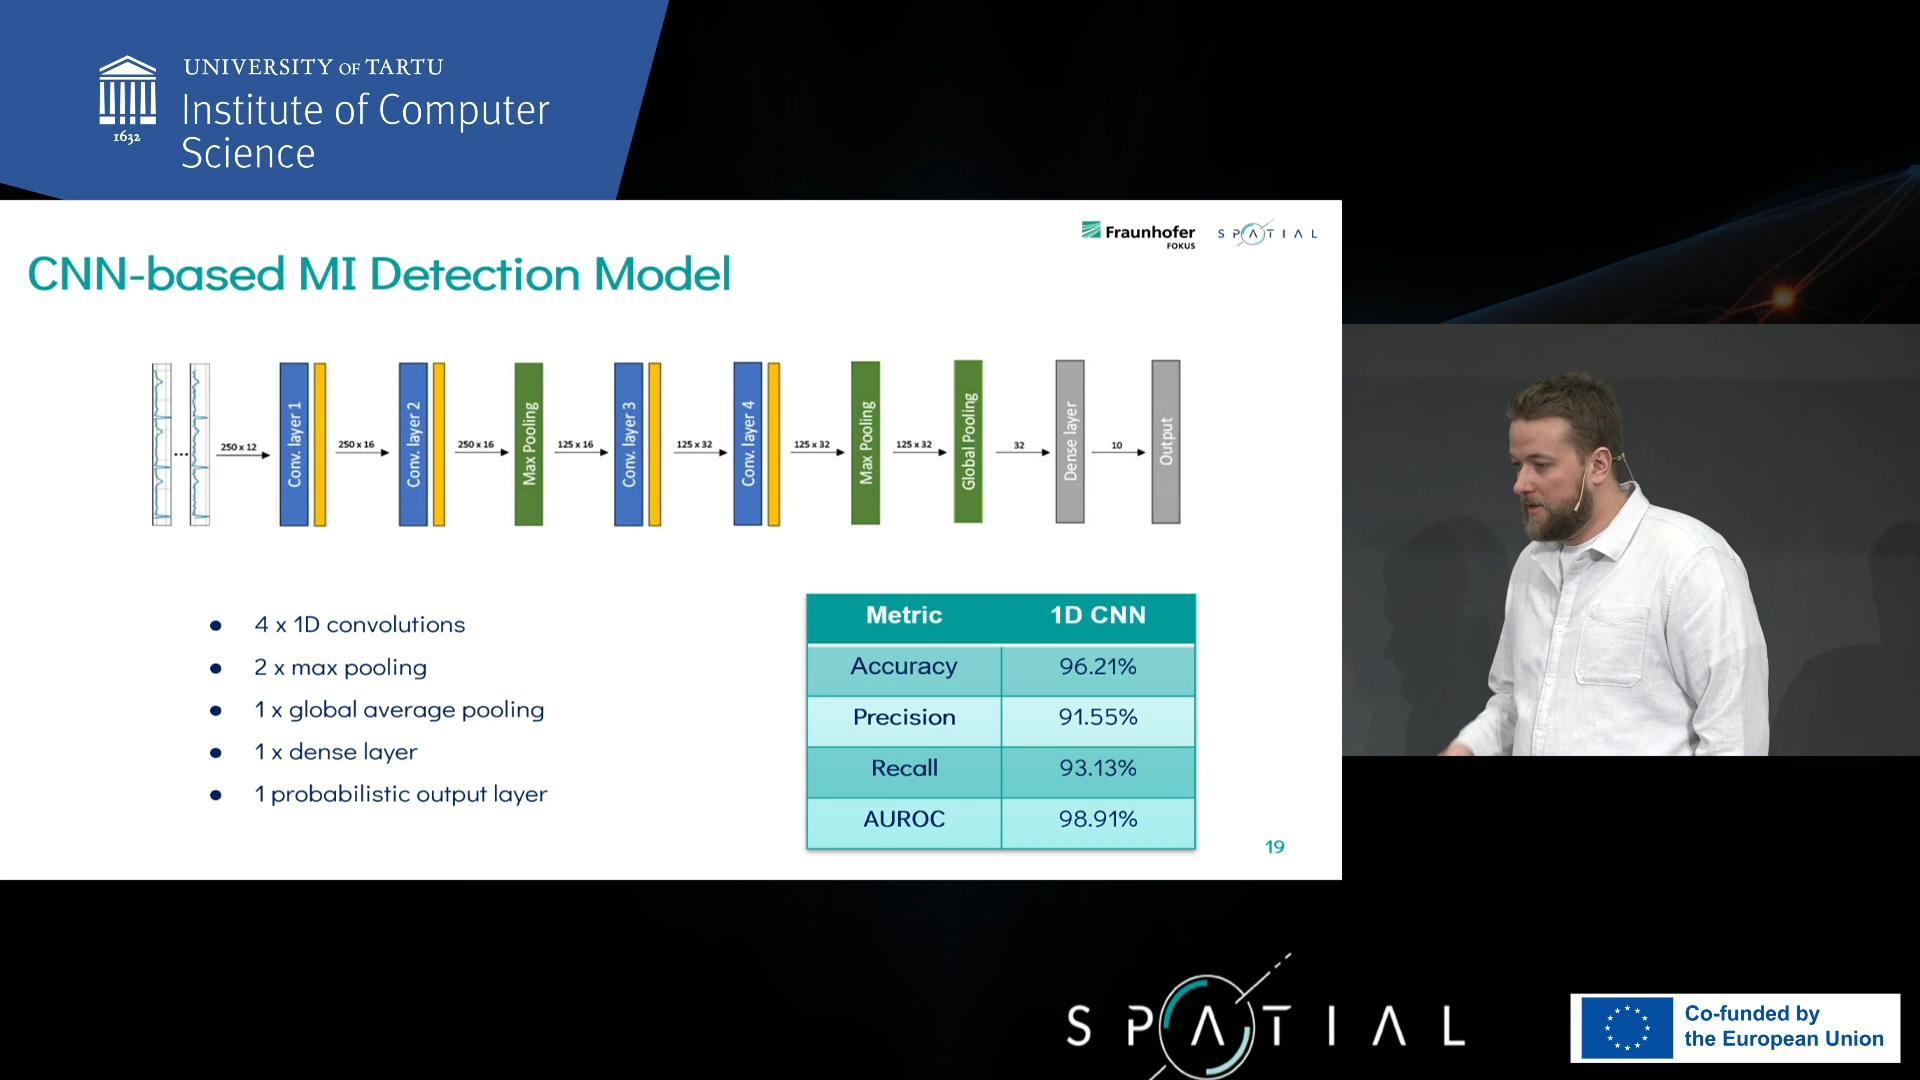 UNIVERSITY OF TARTU
Institute of Computer
Science
1632
Fraunhofer
FOKUS
SPATIAL
CNN-based MI Detection Model
...
250 x 12
Conv. layer 1
250 x 16
Conv. layer 2
250 x 16
Max Pooling
125 x 16
Conv. layer 3
125 x 32
Conv. layer 4
125 x 32
Max Pooling
125 x 32
Global Pooling
32
Dense layer
10
Output
● 4 x 1D convolutions
● 2 x max pooling
● 1 x global average pooling
● 1 x dense layer
● 1 probabilistic output layer
Metric 1D CNN
Accuracy 96.21%
Precision 91.55%
Recall 93.13%
AUROC 98.91%
19
SPATIAL
Co-funded by
the European Union